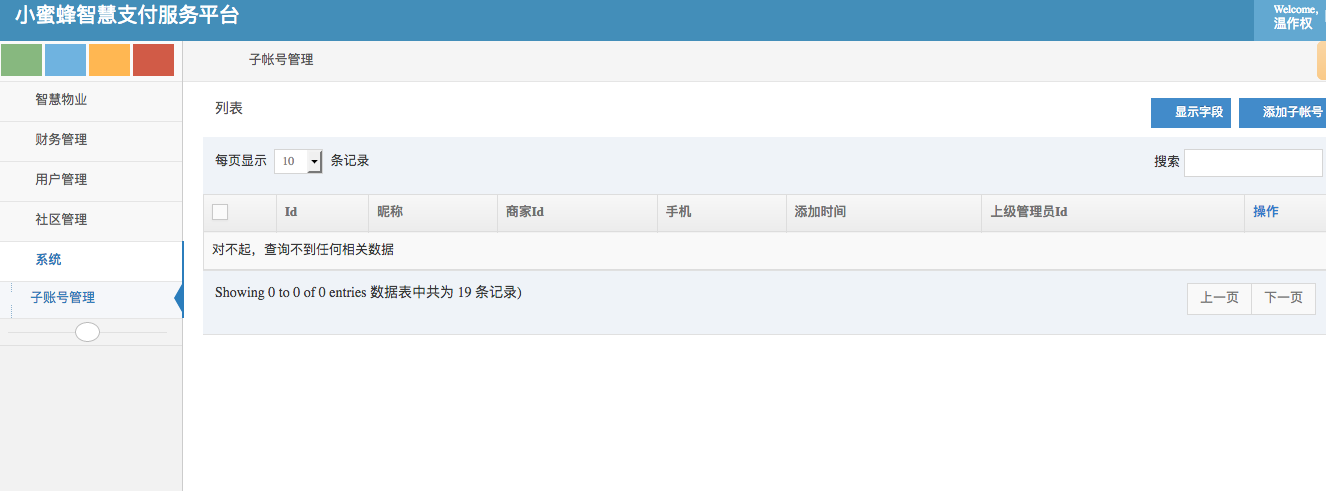 小蜜蜂智慧支付服务平台
Welcome,
温作权
子帐号管理
智慧物业
财务管理
用户管理
社区管理
系统
子账号管理
列表
显示字段 添加子帐号
每页显示 10 条记录 搜索
Id 昵称 商家Id 手机 添加时间 上级管理员Id 操作
对不起，查询不到任何相关数据
Showing 0 to 0 of 0 entries 数据表中共为 19 条记录)
上一页 下一页